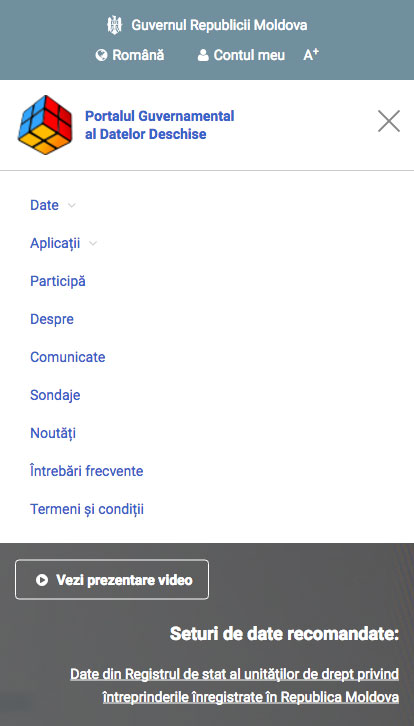 Guvernul Republicii Moldova
Română Contul meu A+
Portalul Guvernamental
al Datelor Deschise
Date
Aplicații
Participă
Despre
Comunicate
Sondaje
Noutăți
Întrebări frecvente
Termeni și condiții
Vezi prezentare video
Seturi de date recomandate:
Date din Registrul de stat al unităţilor de drept privind
întreprinderile înregistrate în Republica Moldova